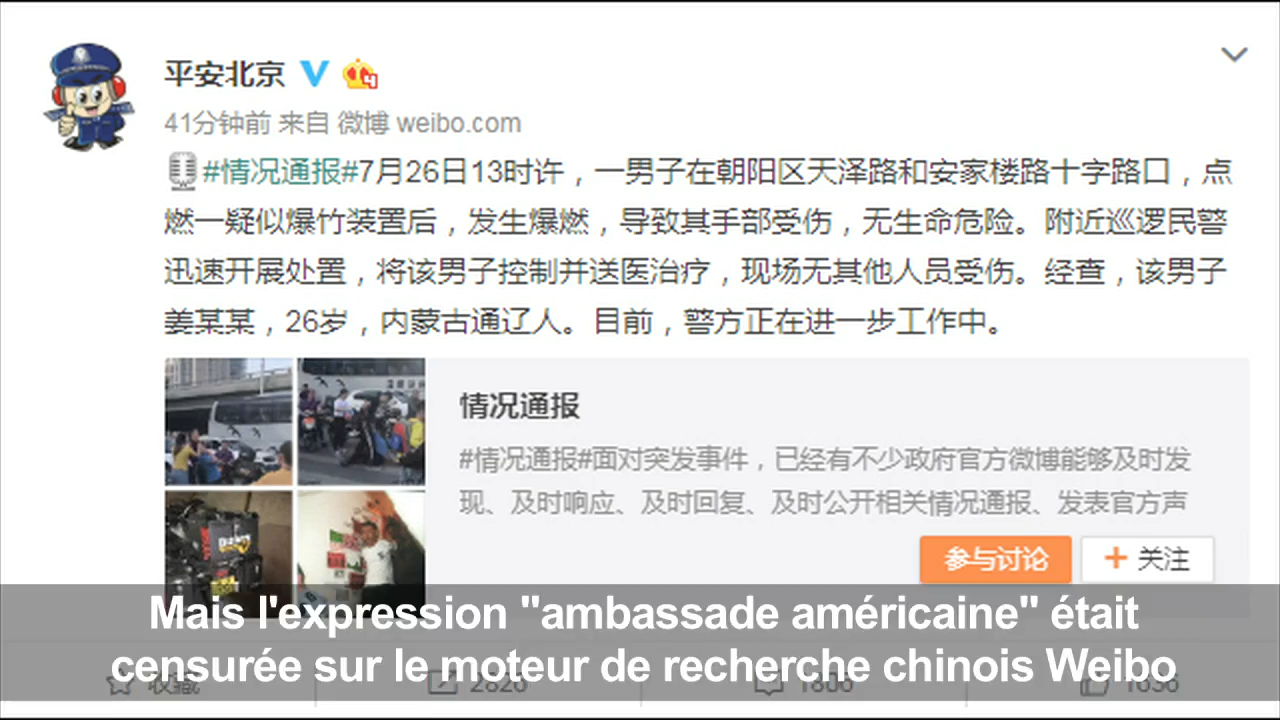 平安北京
41分钟前 来自 微博 weibo.com
#情况通报#7月26日13时许，一男子在朝阳区天泽路和安家楼路十字路口，点
燃一疑似爆竹装置后，发生爆燃，导致其手部受伤，无生命危险。附近巡逻民警
迅速开展处置，将该男子控制并送医治疗，现场无其他人员受伤。经查，该男子
姜某某，26岁，内蒙古通辽人。目前，警方正在进一步工作中。
情况通报
#情况通报#面对突发事件，已经有不少政府官方微博能够及时发
现、及时响应、及时回复、及时公开相关情况通报、发表官方声
参与讨论
+ 关注
Mais l'expression "ambassade américaine" était
censurée sur le moteur de recherche chinois Weibo
收藏 2826 1806 1636